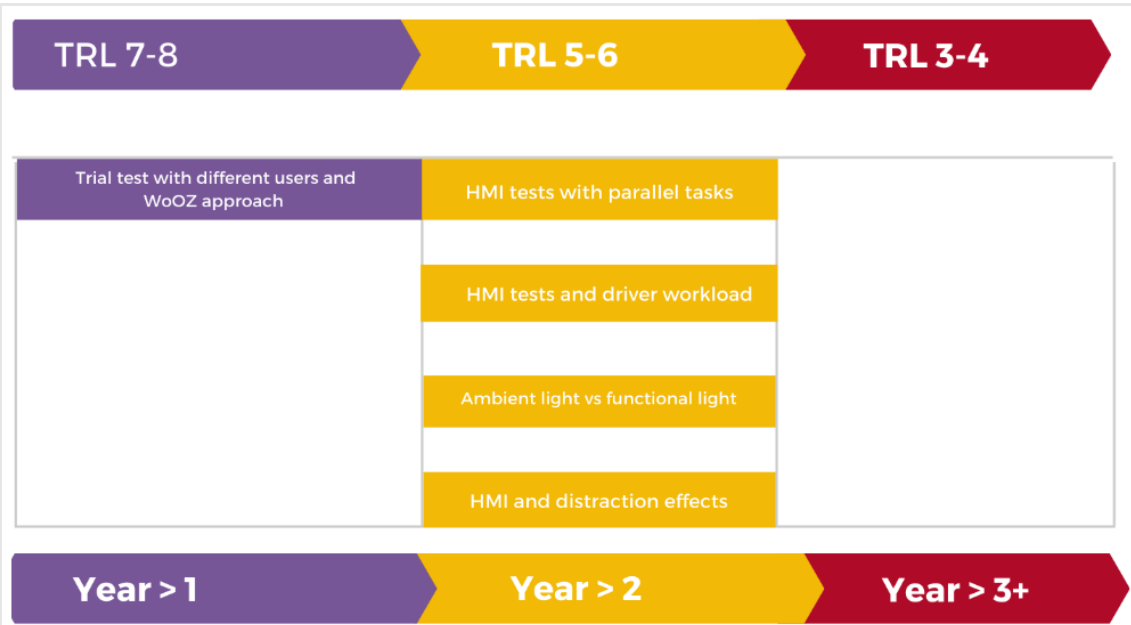 TRL 7-8
TRL 5-6
TRL 3-4
Trial test with different users and
WoOZ approach
HMI tests with parallel tasks
HMI tests and driver workload
Ambient light vs functional light
HMI and distraction effects
Year > 1
Year > 2
Year > 3+